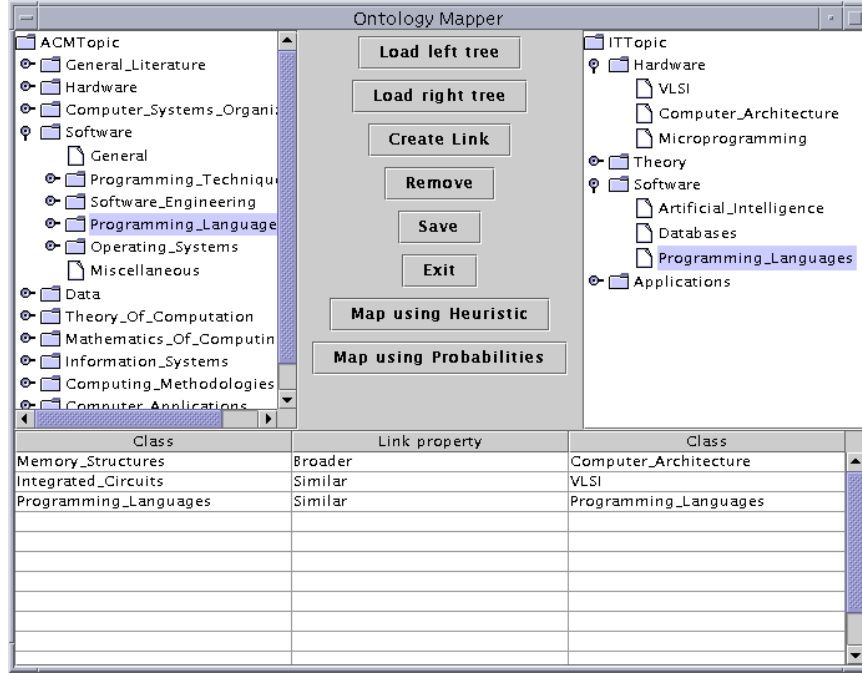 Ontology Mapper
ACMTopic
General_Literature
Hardware
Computer_Systems_Organi
Software
General
Programming_Techniqu
Software_Engineering
Programming_Language
Operating_Systems
Miscellaneous
Data
Theory_Of_Computation
Mathematics_Of_Computin
Information_Systems
Computing_Methodologies
Computer_Applications
Load left tree
Load right tree
Create Link
Remove
Save
Exit
Map using Heuristic
Map using Probabilities
ITTopic
Hardware
VLSI
Computer_Architecture
Microprogramming
Theory
Software
Artificial_Intelligence
Databases
Programming_Languages
Applications
Class Link property Class
Memory_Structures Broader Computer_Architecture
Integrated_Circuits Similar VLSI
Programming_Languages Similar Programming_Languages